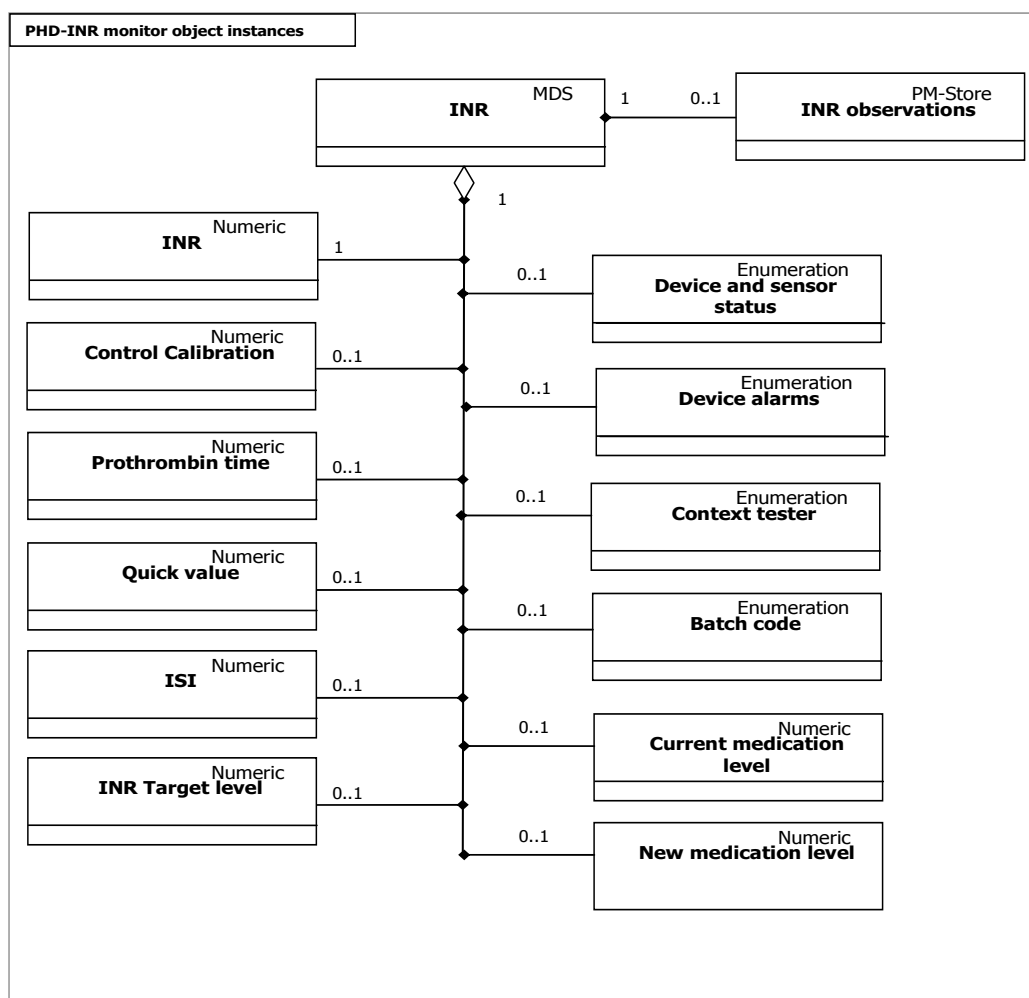 PHD-INR monitor object instances
MDS
INR
1
0..1
PM-Store
INR observations
1
Numeric
INR
1
Enumeration
Device and sensor
status
0..1
Numeric
Control Calibration
0..1
Enumeration
Device alarms
0..1
Numeric
Prothrombin time
0..1
Enumeration
Context tester
0..1
Numeric
Quick value
0..1
Enumeration
Batch code
0..1
Numeric
ISI
0..1
Numeric
Current medication
level
0..1
Numeric
INR Target level
0..1
Numeric
New medication level
0..1